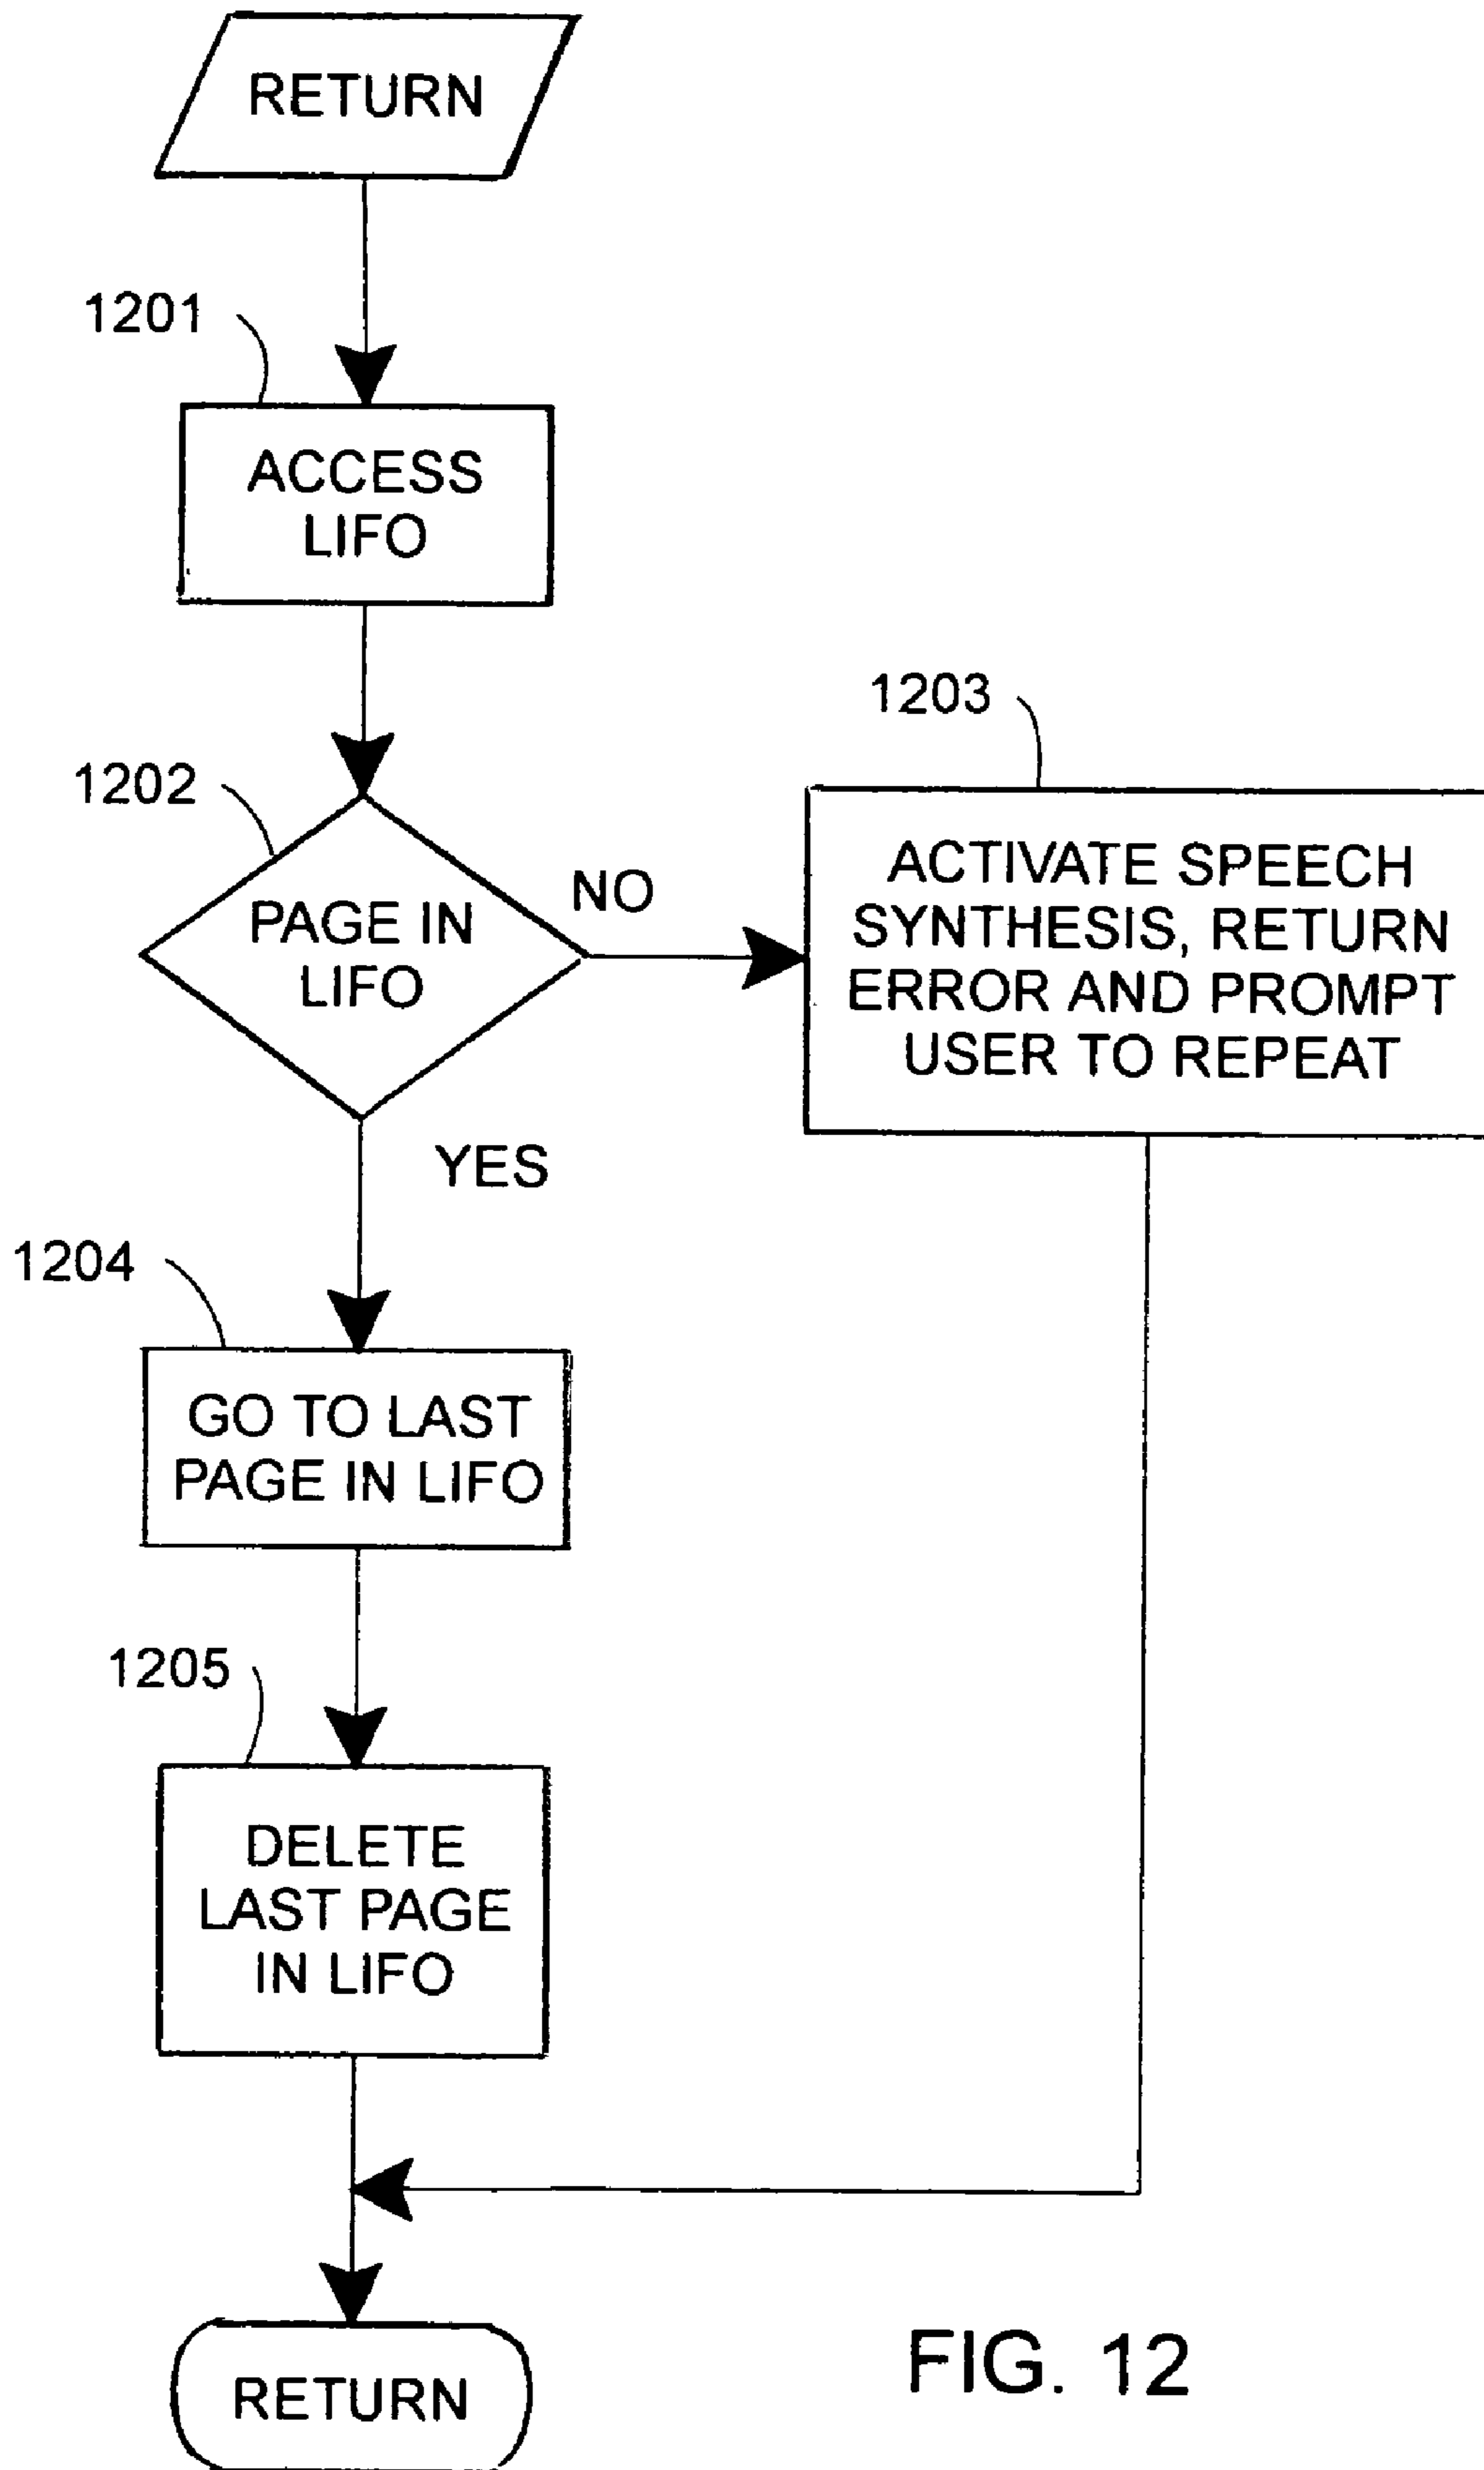 RETURN
1201
ACCESS
LIFO
1202
PAGE IN
LIFO
NO
1203
ACTIVATE SPEECH
SYNTHESIS, RETURN
ERROR AND PROMPT
USER TO REPEAT
YES
1204
GO TO LAST
PAGE IN LIFO
1205
DELETE
LAST PAGE
IN LIFO
RETURN
FIG. 12